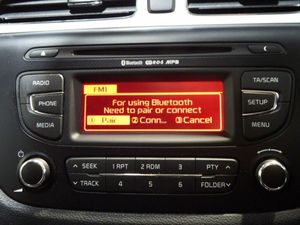 Bluetooth RDS MP3
RADIO
TA/SCAN
FM1
For using Bluetooth
Need to pair or connect
1 Pair 2 Conn... 3 Cancel
PHONE
SETUP
MEDIA
MENU
SEEK 1 RPT 2 RDM 3 PTY
TRACK 4 5 6 FOLDER